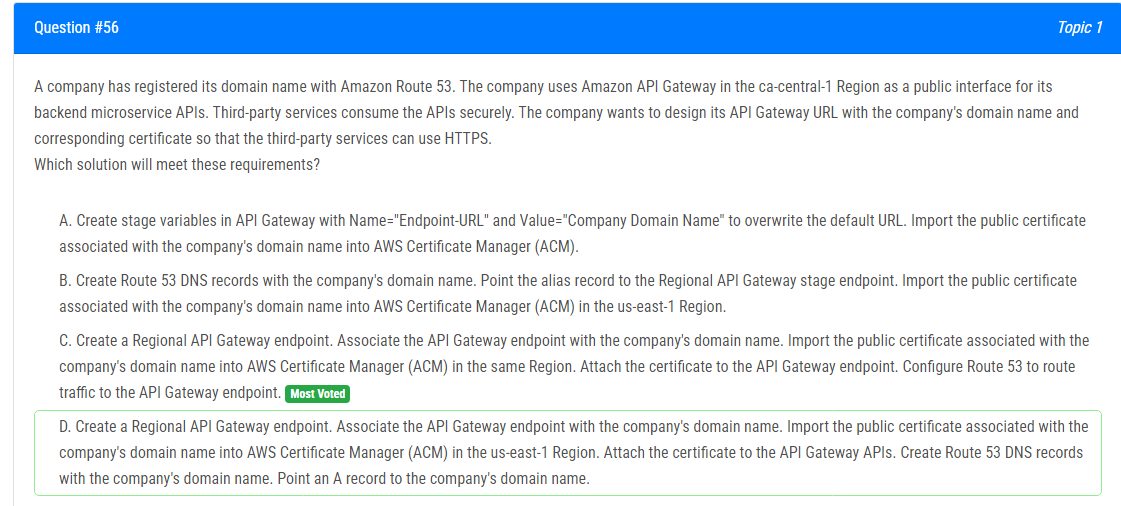 Question #56
Topic 1
A company has registered its domain name with Amazon Route 53. The company uses Amazon API Gateway in the ca-central-1 Region as a public interface for its
backend microservice APIs. Third-party services consume the APIs securely. The company wants to design its API Gateway URL with the company's domain name and
corresponding certificate so that the third-party services can use HTTPS.
Which solution will meet these requirements?
A. Create stage variables in API Gateway with Name="Endpoint-URL" and Value="Company Domain Name" to overwrite the default URL. Import the public certificate
associated with the company's domain name into AWS Certificate Manager (ACM).
B. Create Route 53 DNS records with the company's domain name. Point the alias record to the Regional API Gateway stage endpoint. Import the public certificate
associated with the company's domain name into AWS Certificate Manager (ACM) in the us-east-1 Region.
C. Create a Regional API Gateway endpoint. Associate the API Gateway endpoint with the company's domain name. Import the public certificate associated with the
company's domain name into AWS Certificate Manager (ACM) in the same Region. Attach the certificate to the API Gateway endpoint. Configure Route 53 to route
traffic to the API Gateway endpoint. Most Voted
D. Create a Regional API Gateway endpoint. Associate the API Gateway endpoint with the company's domain name. Import the public certificate associated with the
company's domain name into AWS Certificate Manager (ACM) in the us-east-1 Region. Attach the certificate to the API Gateway APIs. Create Route 53 DNS records
with the company's domain name. Point an A record to the company's domain name.